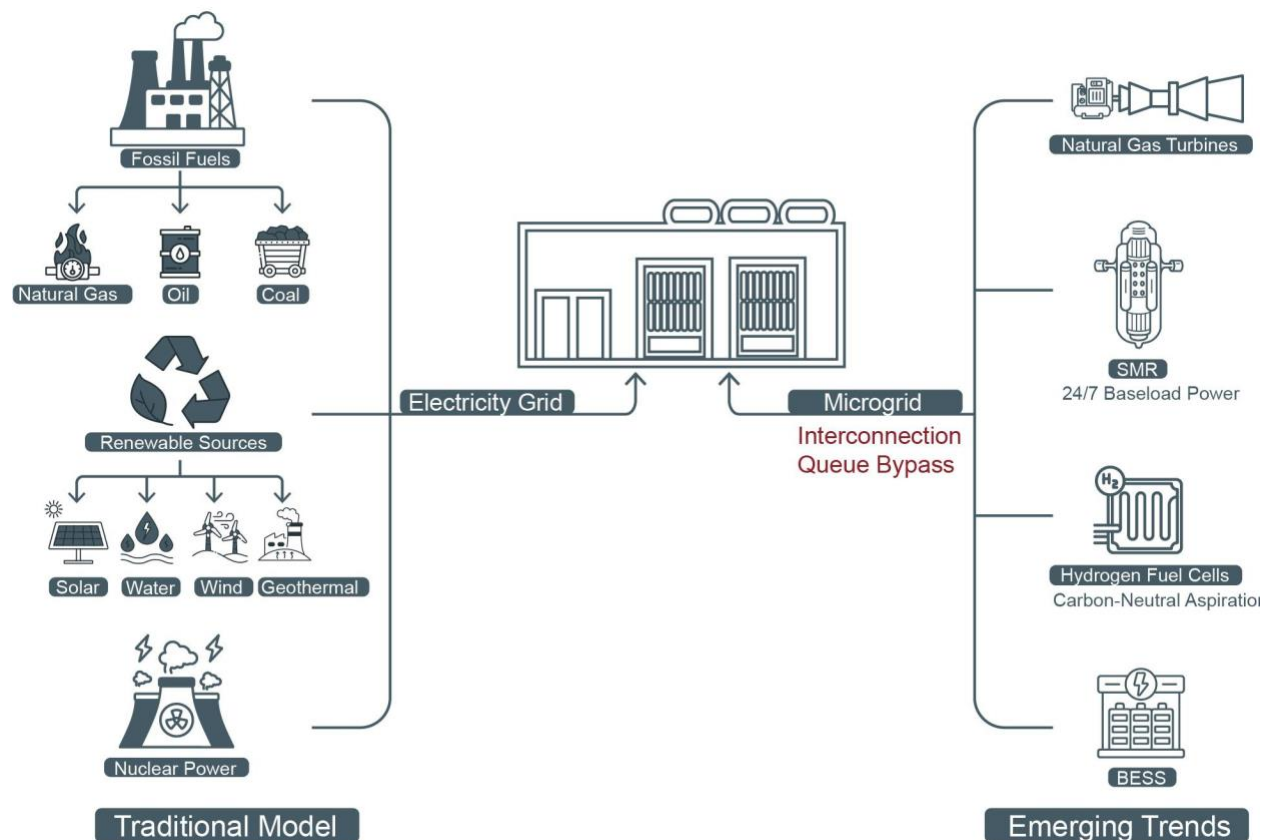 Fossil Fuels
Natural Gas
Oil
Coal
Renewable Sources
Solar
Water
Wind
Geothermal
Nuclear Power
Traditional Model
Electricity Grid
Microgrid
Interconnection
Queue Bypass
Natural Gas Turbines
SMR
24/7 Baseload Power
H2
Hydrogen Fuel Cells
Carbon-Neutral Aspiration
BESS
Emerging Trends